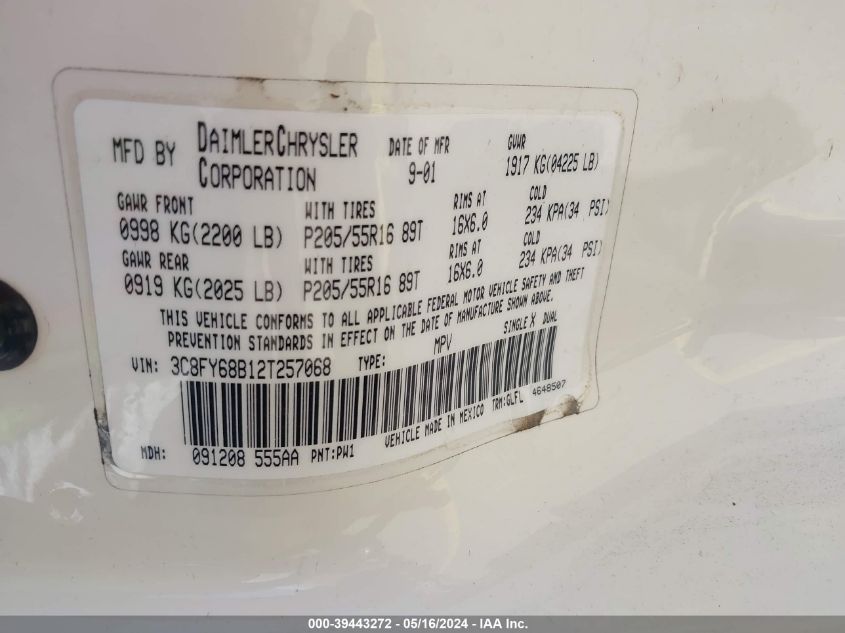 MFD BY DAIMLERCHRYSLER CORPORATION DATE OF MFR 9-01 GVWR 1917 KG(04225 LB)
GAWR FRONT WITH TIRES RIMS AT COLD
0998 KG(2200 LB) P205/55R16 89T 16X6.0 234 KPA(34 PSI)
GAWR REAR WITH TIRES RIMS AT COLD
0919 KG(2025 LB) P205/55R16 89T 16X6.0 234 KPA(34 PSI)
THIS VEHICLE CONFORMS TO ALL APPLICABLE FEDERAL MOTOR VEHICLE SAFETY AND THEFT
PREVENTION STANDARDS IN EFFECT ON THE DATE OF MANUFACTURE SHOWN ABOVE.
VIN: 3C8FY68B12T257068 TYPE: MPV SINGLE X DUAL
VEHICLE MADE IN MEXICO TRM:GLFL 4648507
MDH: 091208 555AA PNT:PW1
000-39443272 - 05/16/2024 - IAA Inc.